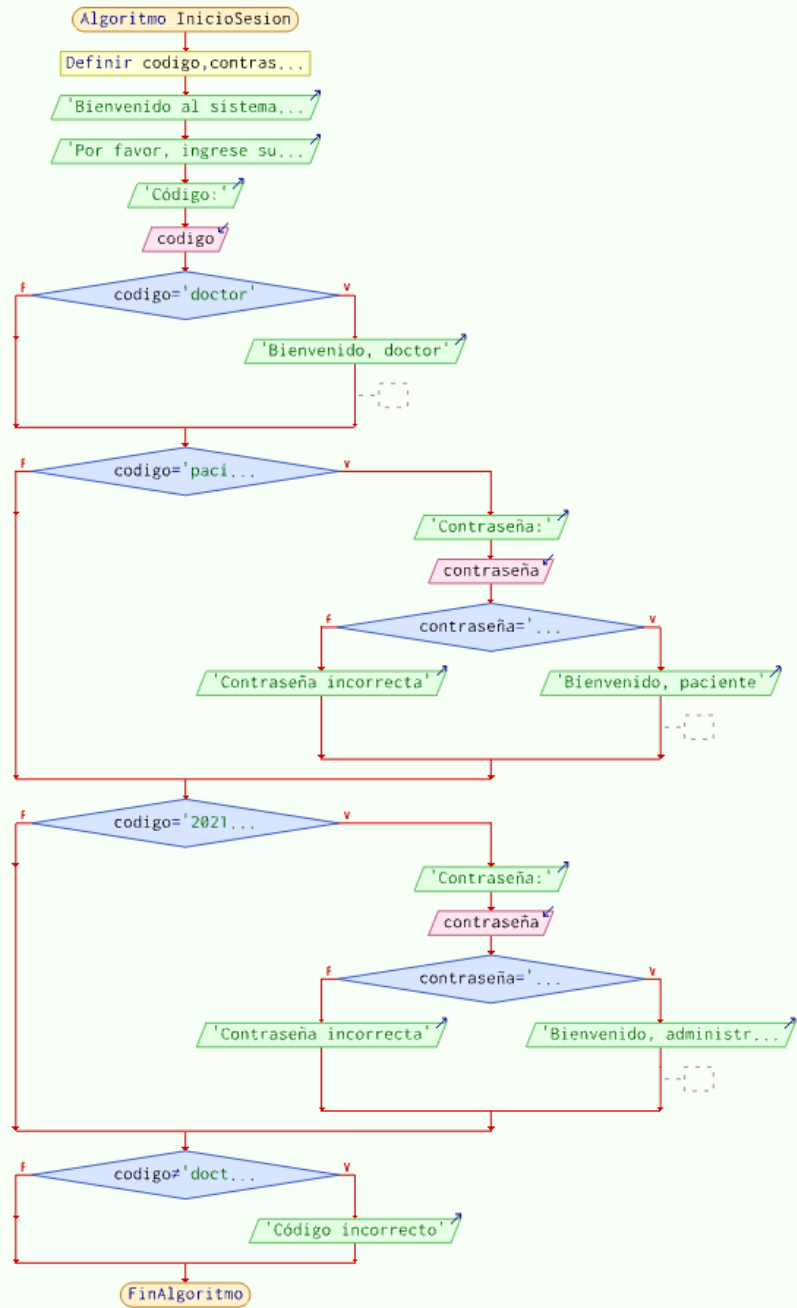 Algoritmo InicioSesion
Definir codigo,contras...
'Bienvenido al sistema...
'Por favor, ingrese su...
'Código:'
codigo
F
codigo='doctor'
V
'Bienvenido, doctor'
F
codigo='paci...
V
'Contraseña:'
contraseña
F
contraseña='...
V
'Contraseña incorrecta'
'Bienvenido, paciente'
F
codigo='2021...
V
'Contraseña:'
contraseña
F
contraseña='...
V
'Contraseña incorrecta'
'Bienvenido, administr...
F
codigo≠'doct...
V
'Código incorrecto'
FinAlgoritmo